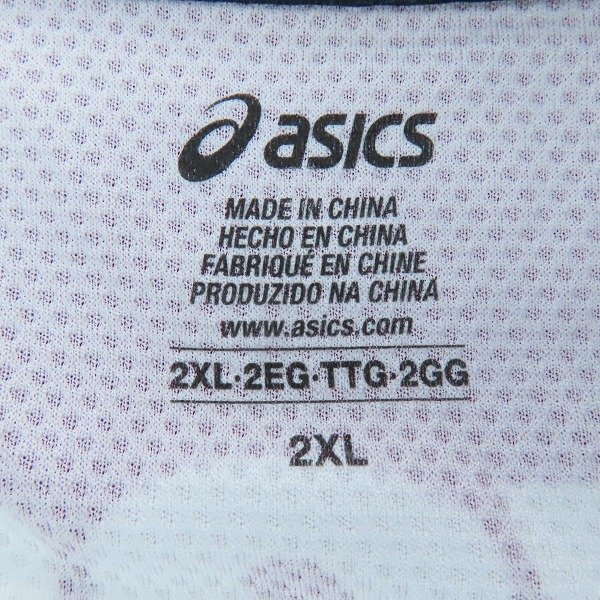 asics
MADE IN CHINA
HECHO EN CHINA
FABRIQUÉ EN CHINE
PRODUZIDO NA CHINA
www.asics.com
2XL·2EG·TTG·2GG
2XL